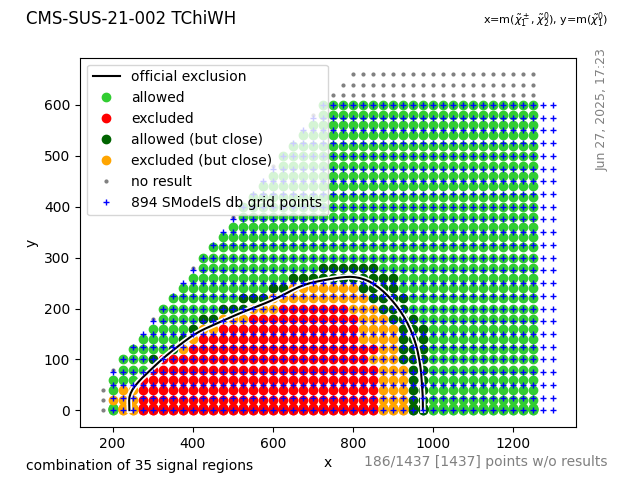 CMS-SUS-21-002 TChiWH
x=m(χ̃₁±, χ̃₂⁰), y=m(χ̃₁⁰)
Jun 27, 2025, 17:23
official exclusion
allowed
excluded
allowed (but close)
excluded (but close)
no result
894 SModelS db grid points
y
600
500
400
300
200
100
0
200 400 600 800 1000 1200
x
combination of 35 signal regions
186/1437 [1437] points w/o results